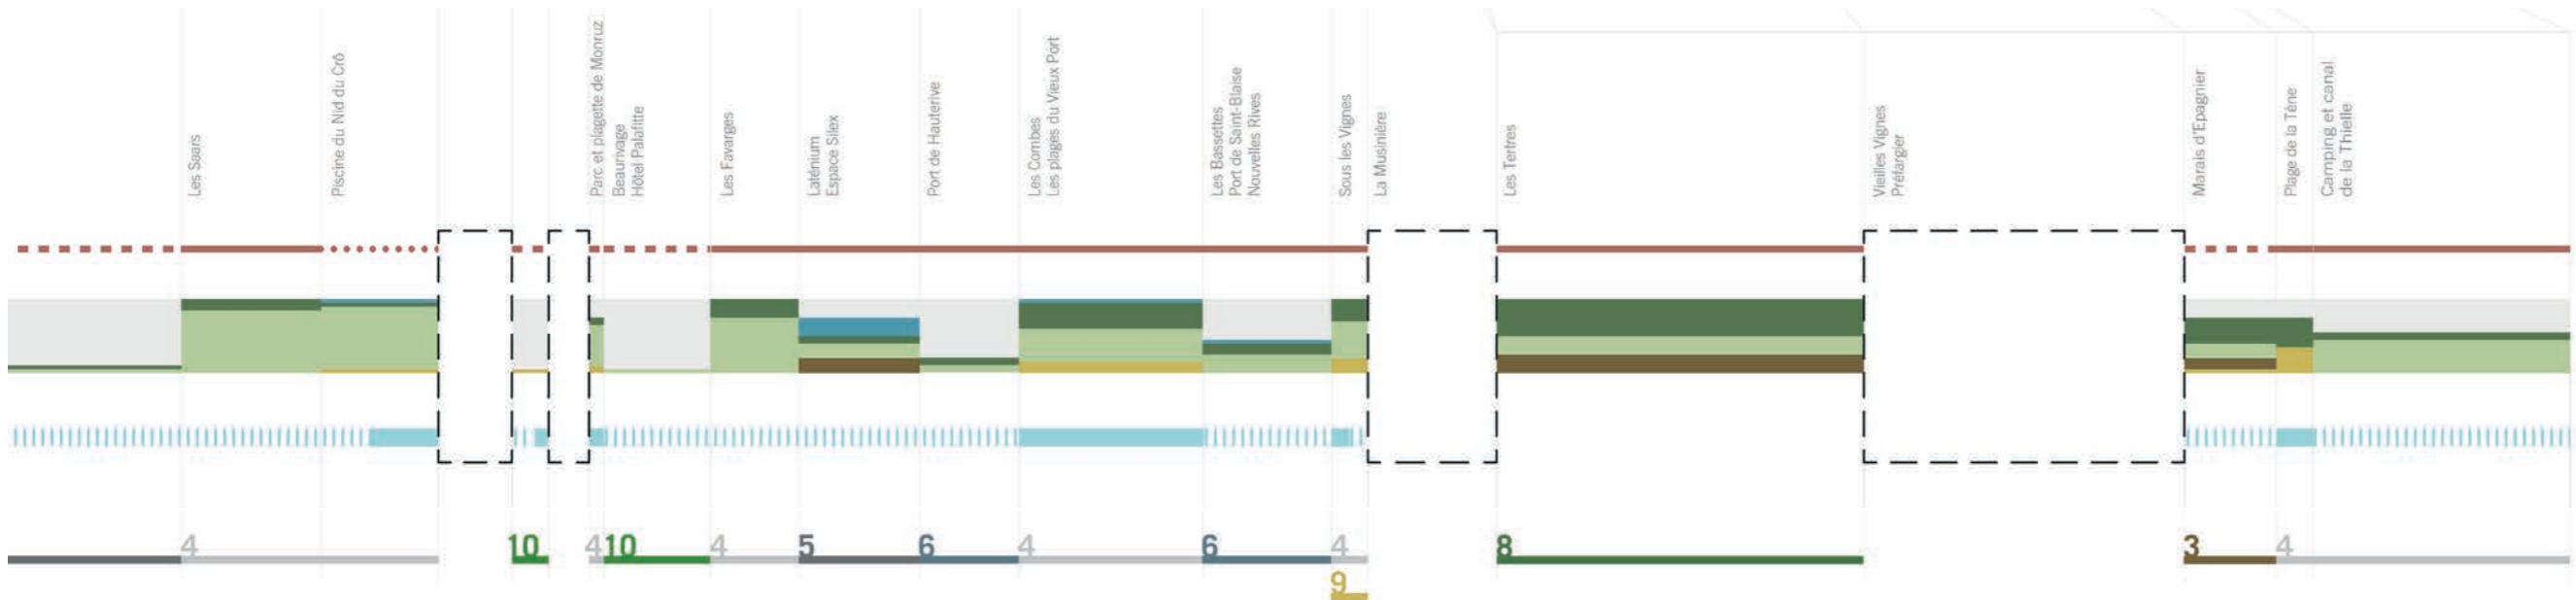 Les Saars
Piscine du Nid du Crô
Parc et plagette de Monruz
Beaurivage
Hôtel Palafitte
Les Favarges
Laténium
Espace Silex
Port de Hauterive
Les Combes
Les plages du Vieux Port
Les Bassettes
Port de Saint-Blaise
Nouvelles Rives
Sous les Vignes
La Musinière
Les Tertres
Vieilles Vignes
Préfargier
Marais d'Epagnier
Plage de la Tène
Camping et canal
de la Thielle
4
10
4
10
4
5
6
4
6
4
8
3
4
9